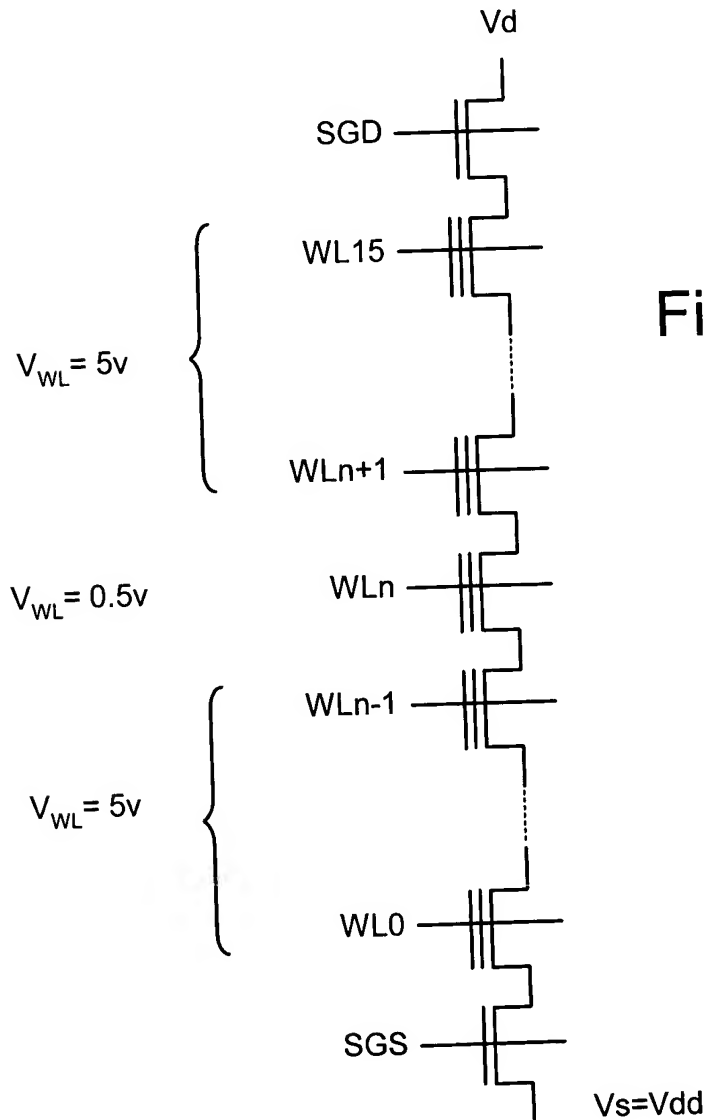 Vd
SGD
WL15
Fi
V_WL= 5v
WLn+1
V_WL= 0.5v
WLn
WLn-1
V_WL= 5v
WL0
SGS
Vs=Vdd